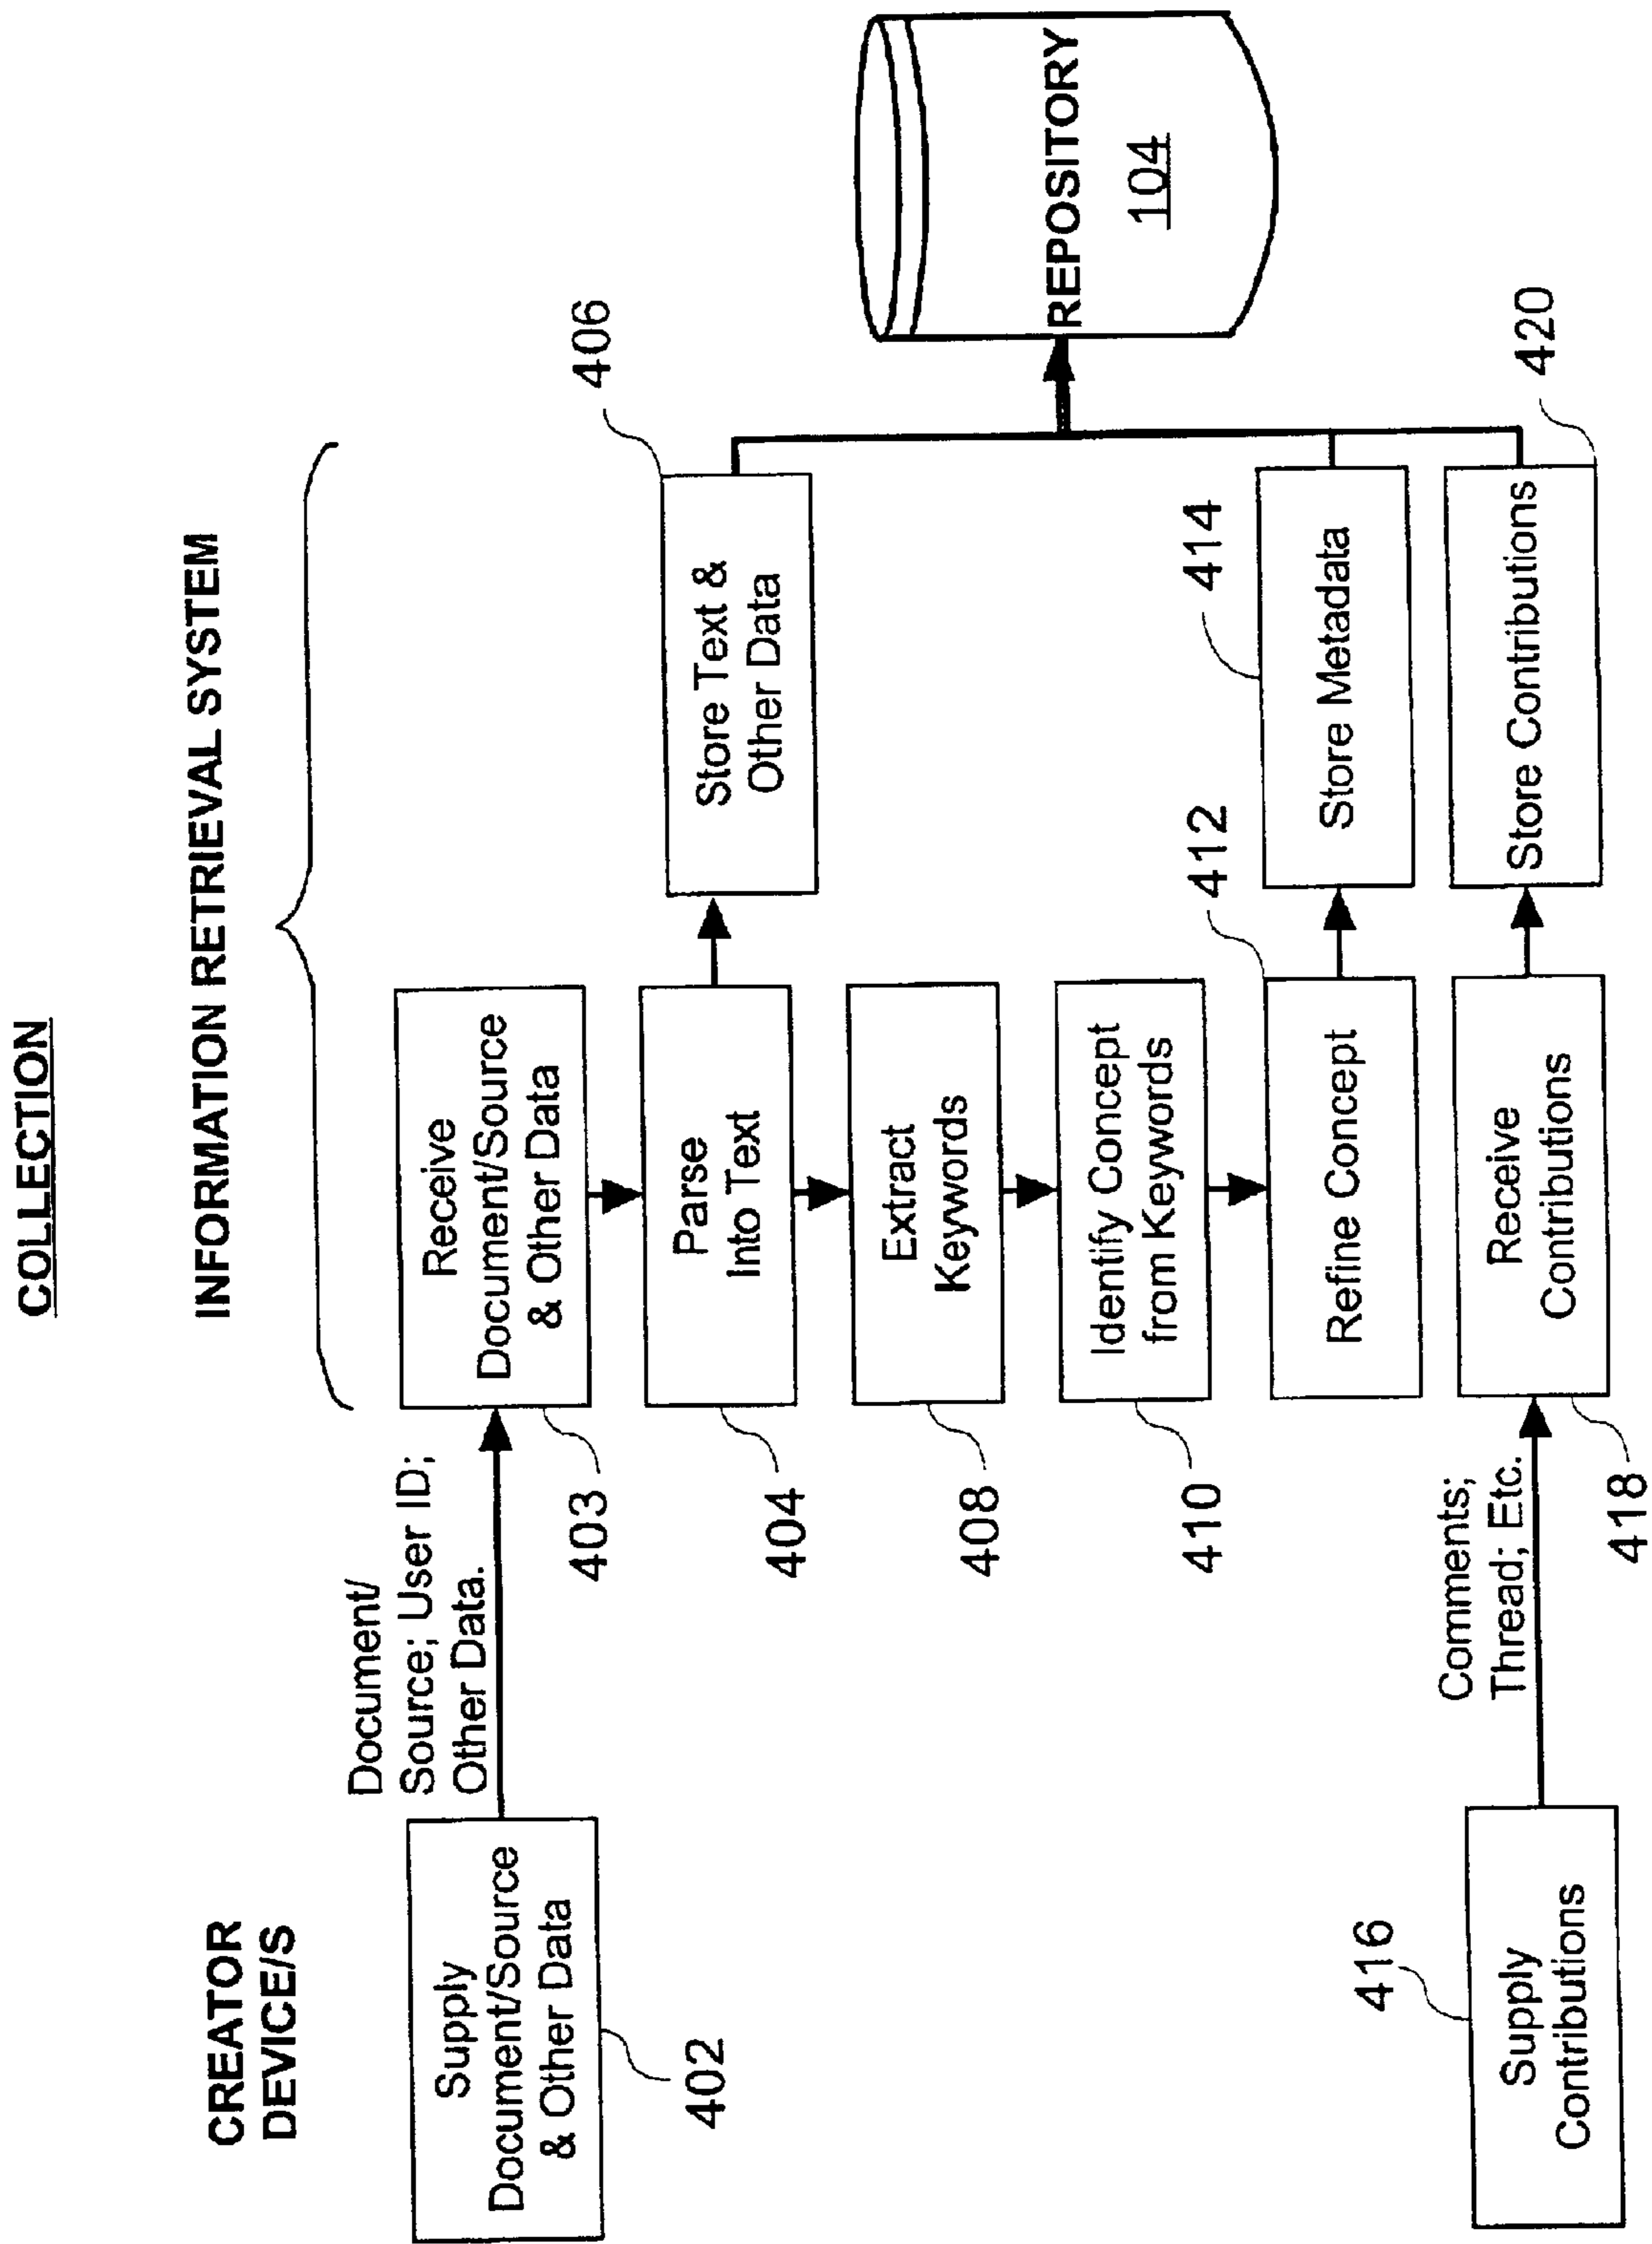 COLLECTION
CREATOR
DEVICE/S
INFORMATION RETRIEVAL SYSTEM
Supply
Document/Source
& Other Data
402
Document/
Source; User ID;
Other Data.
Receive
Document/Source
& Other Data
403
Parse
Into Text
404
Store Text &
Other Data
406
Extract
Keywords
408
Identify Concept
from Keywords
410
Refine Concept
412
Store Metadata
414
Supply
Contributions
416
Comments;
Thread; Etc.
Receive
Contributions
418
Store Contributions
420
REPOSITORY
104